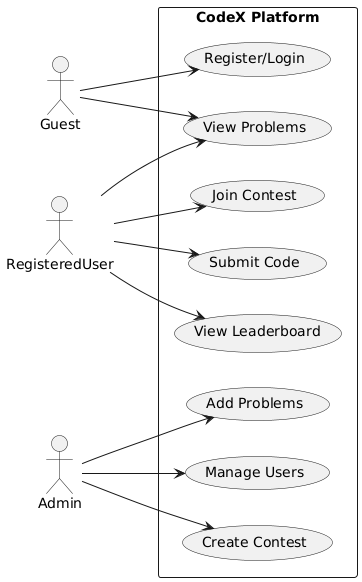 CodeX Platform
Register/Login
Guest
View Problems
Join Contest
RegisteredUser
Submit Code
View Leaderboard
Add Problems
Manage Users
Admin
Create Contest